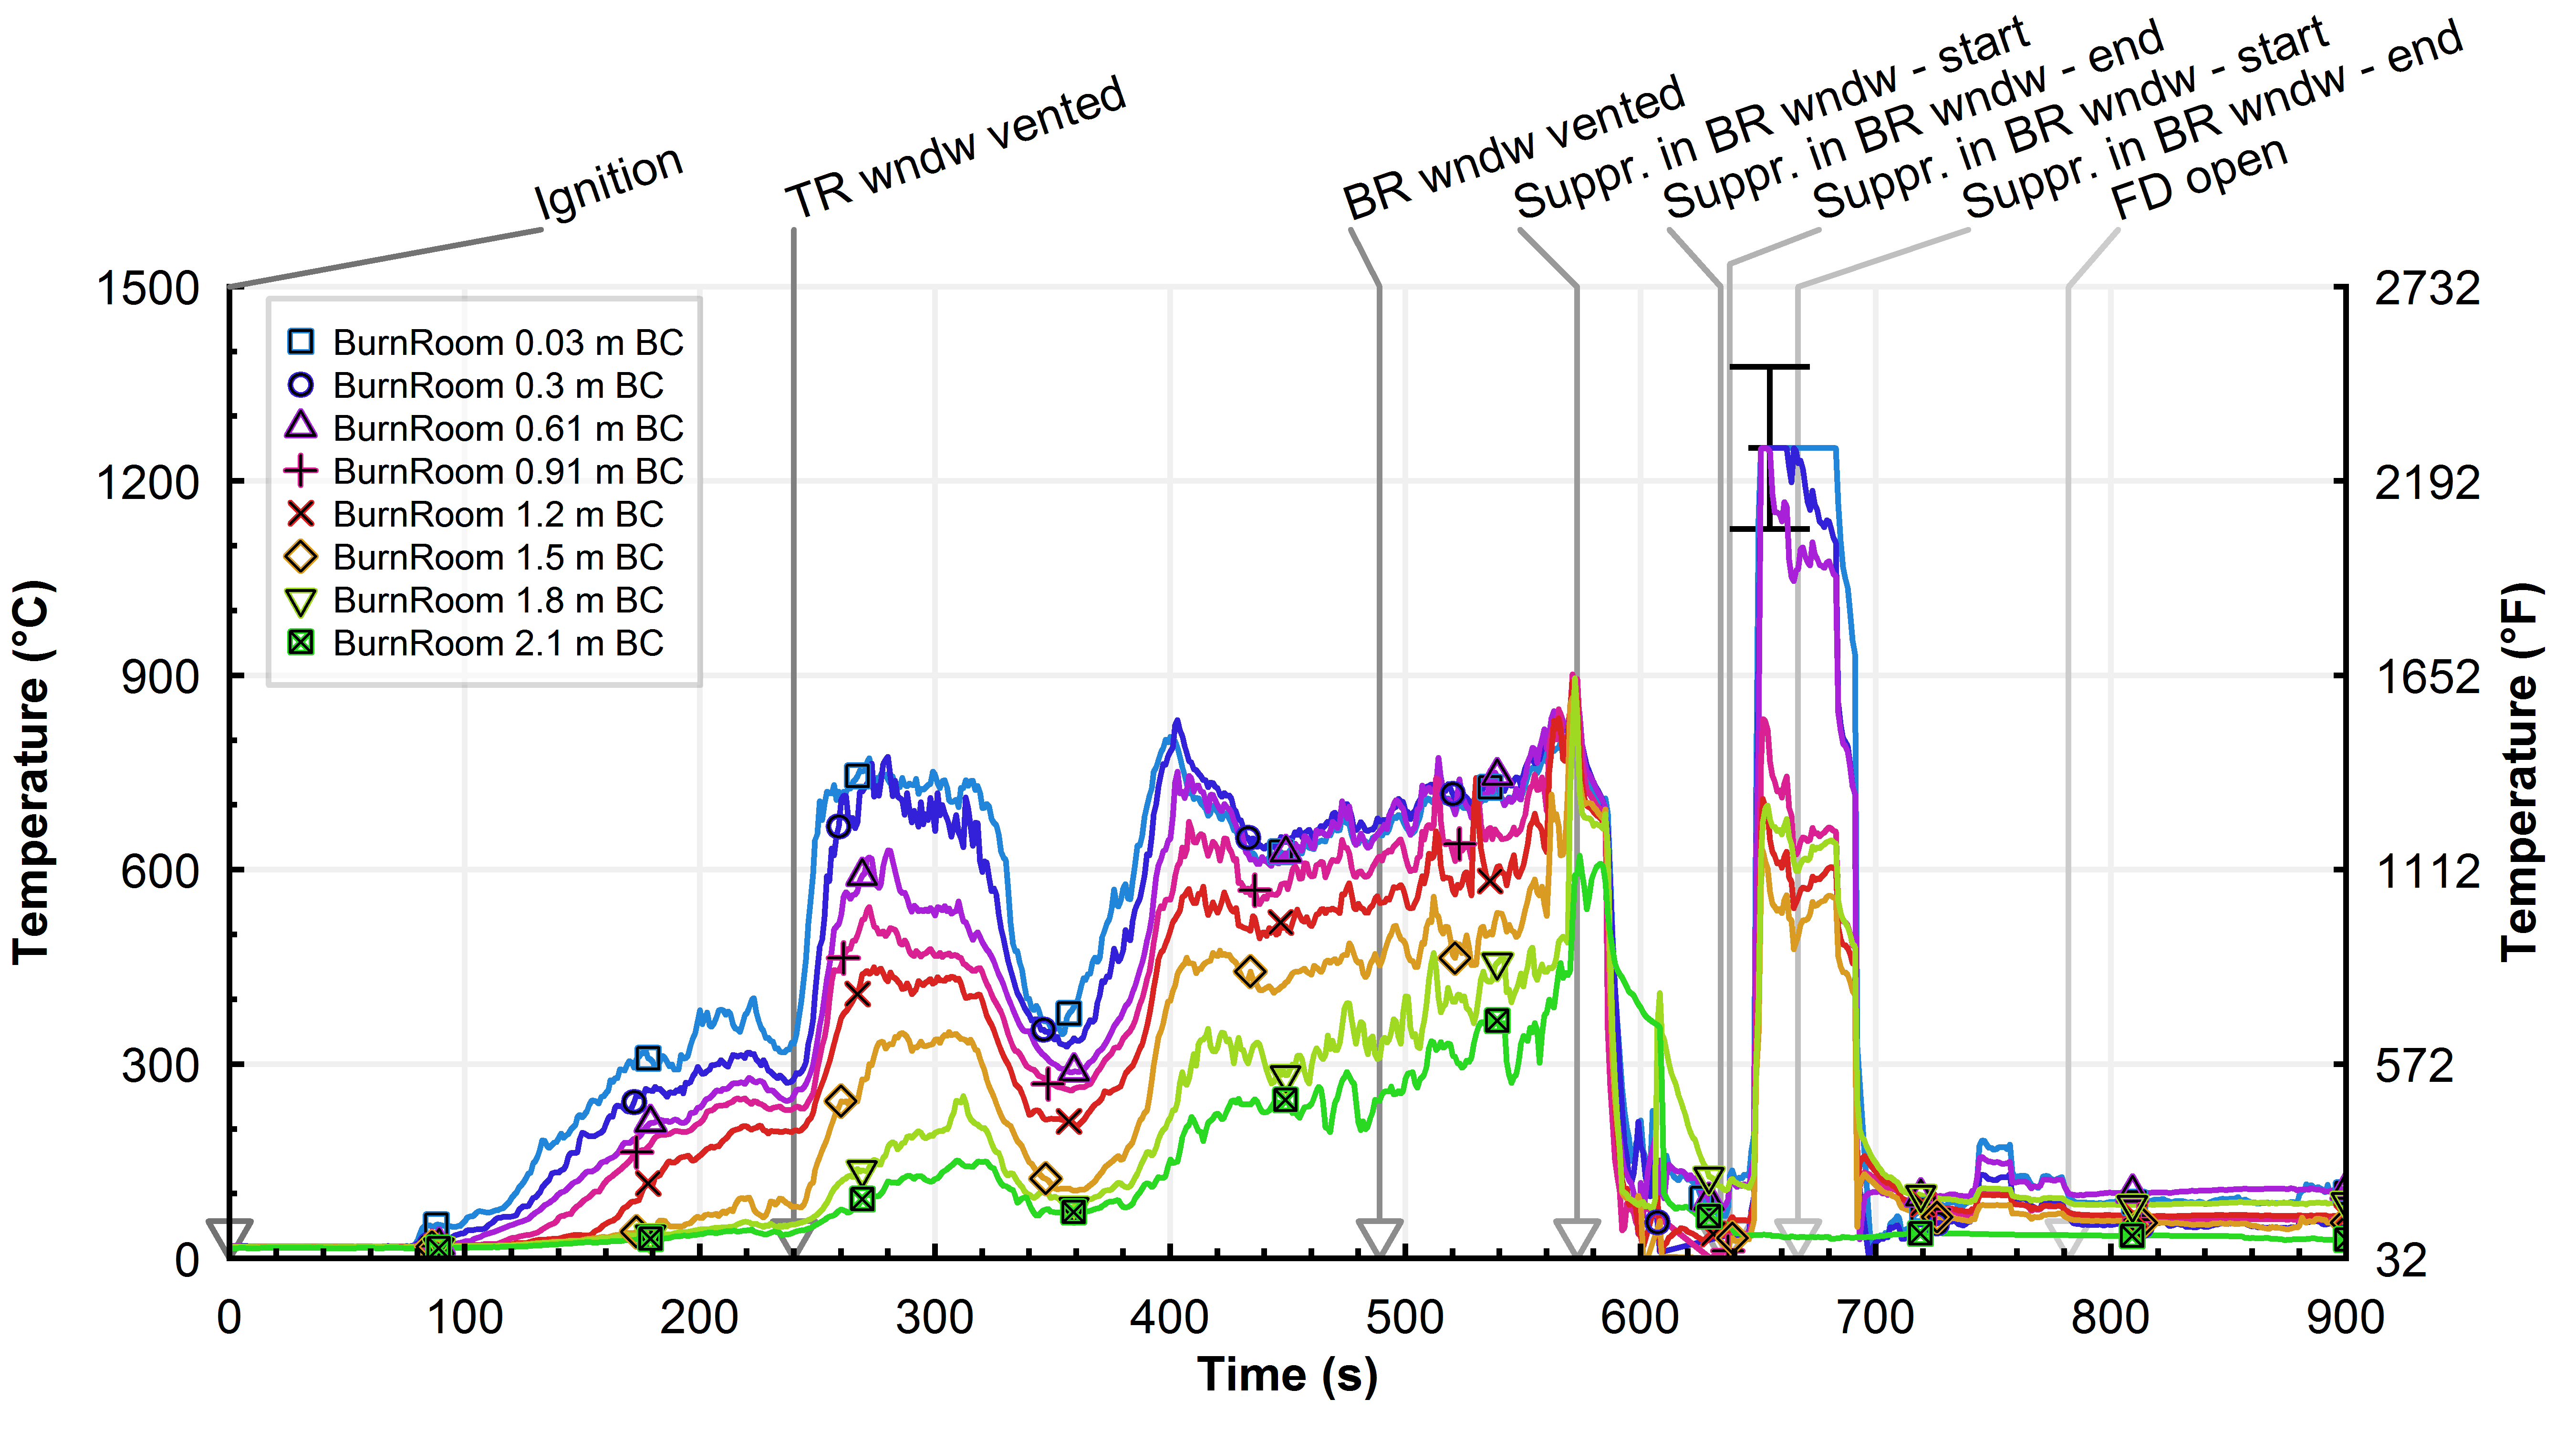 Ignition
TR wndw vented
BR wndw vented
Suppr. in BR wndw - start
Suppr. in BR wndw - end
Suppr. in BR wndw - start
Suppr. in BR wndw - end
FD open
1500
1200
900
600
300
0
2732
2192
1652
1112
572
32
BurnRoom 0.03 m BC
BurnRoom 0.3 m BC
BurnRoom 0.61 m BC
BurnRoom 0.91 m BC
BurnRoom 1.2 m BC
BurnRoom 1.5 m BC
BurnRoom 1.8 m BC
BurnRoom 2.1 m BC
Temperature (°C)
Temperature (°F)
0 100 200 300 400 500 600 700 800 900
Time (s)